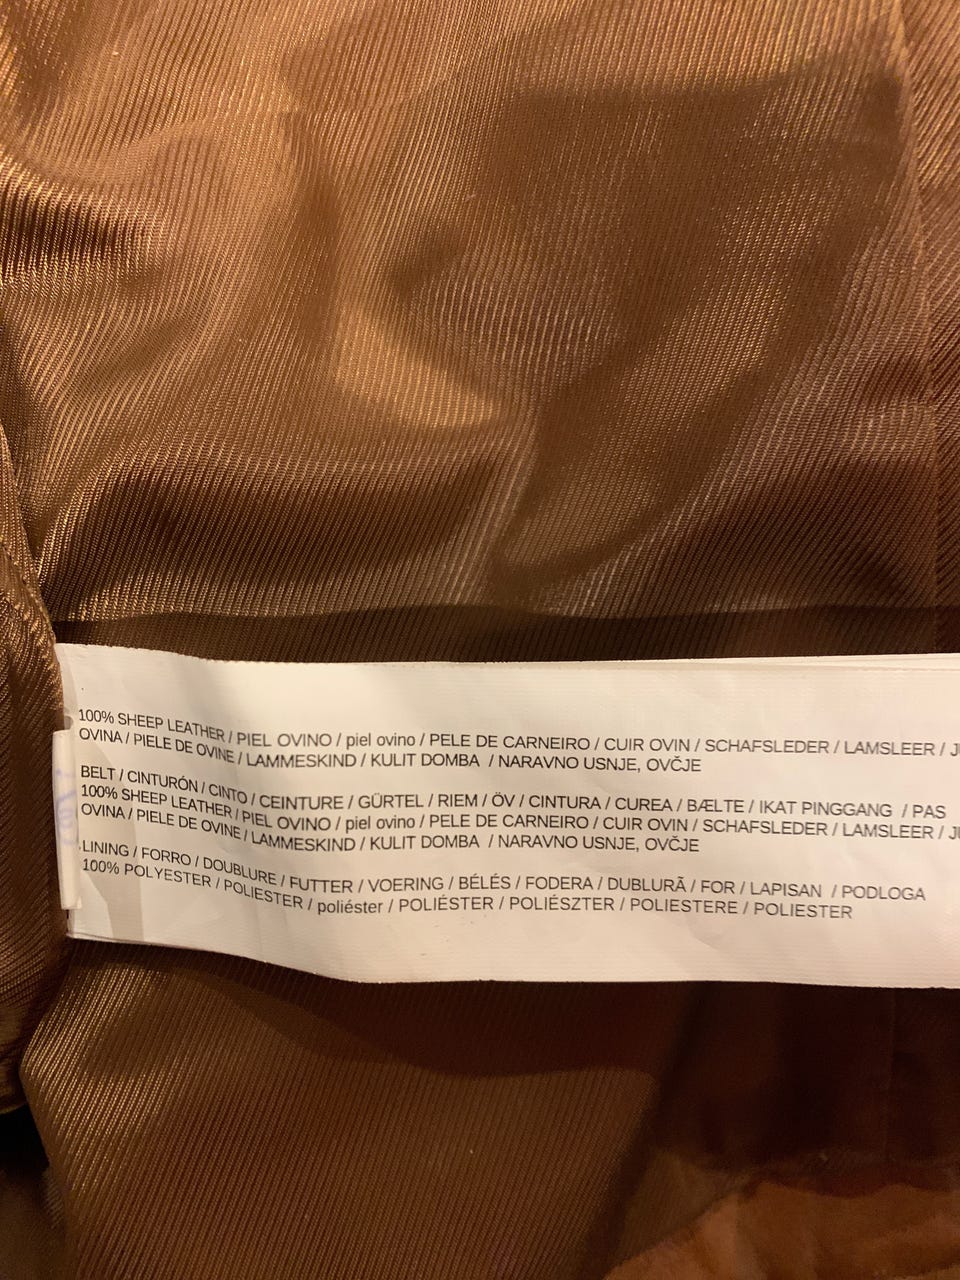 100% SHEEP LEATHER / PIEL OVINO / piel ovino / PELE DE CARNEIRO / CUIR OVIN / SCHAFSLEDER / LAMSLEER /
OVINA / PIELE DE OVINE / LAMMESKIND / KULIT DOMBA / NARAVNO USNJE, OVČJE
BELT / CINTURÓN / CINTO / CEINTURE / GÜRTEL / RIEM / ÖV / CINTURA / CUREA / BÆLTE / IKAT PINGGANG / PAS
100% SHEEP LEATHER / PIEL OVINO / piel ovino / PELE DE CARNEIRO / CUIR OVIN / SCHAFSLEDER / LAMSLEER /
OVINA / PIELE DE OVINE / LAMMESKIND / KULIT DOMBA / NARAVNO USNJE, OVČJE
LINING / FORRO / DOUBLURE / FUTTER / VOERING / BÉLÉS / FODERA / DUBLURÃ / FOR / LAPISAN / PODLOGA
100% POLYESTER / POLIESTER / poliéster / POLIÉSTER / POLIÉSZTER / POLIESTERE / POLIESTER